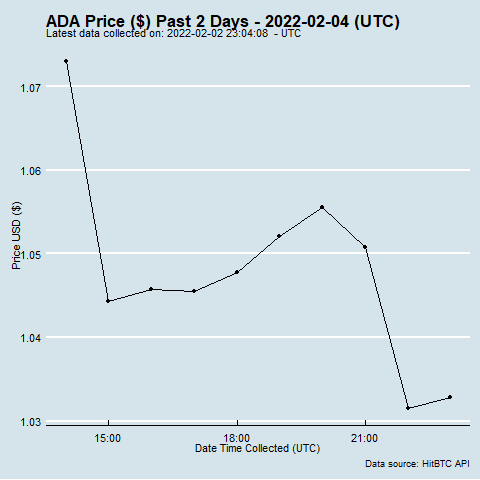 ADA Price ($) Past 2 Days - 2022-02-04 (UTC)
Latest data collected on: 2022-02-02 23:04:08  - UTC
1.07
1.06
1.05
1.04
1.03
Price USD ($)
15:00 18:00 21:00
Date Time Collected (UTC)
Data source: HitBTC API